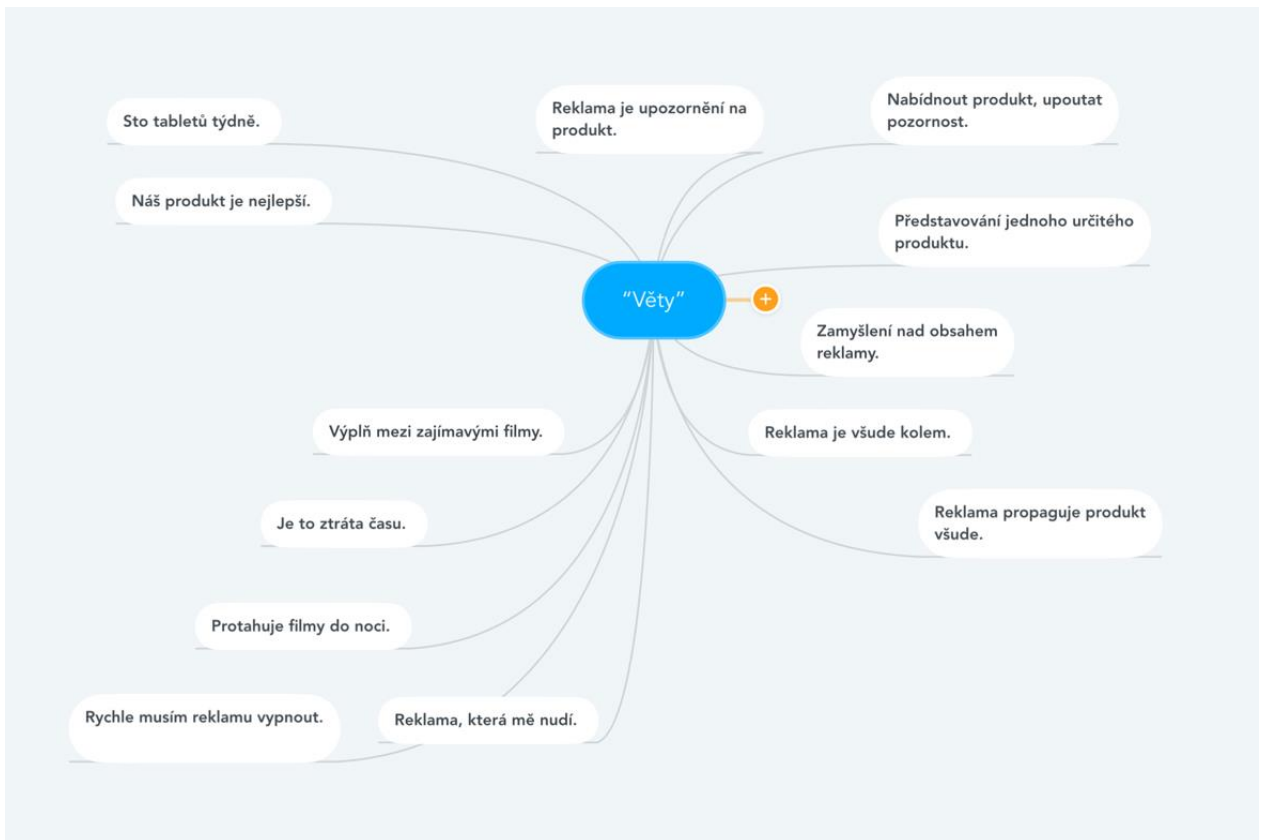 Sto tabletů týdně.
Reklama je upozornění na
produkt.
Nabídnout produkt, upoutat
pozornost.
Náš produkt je nejlepší.
Představování jednoho určitého
produktu.
“Věty”
+
Zamyšlení nad obsahem
reklamy.
Výplň mezi zajímavými filmy.
Reklama je všude kolem.
Je to ztráta času.
Reklama propaguje produkt
všude.
Protahuje filmy do noci.
Rychle musím reklamu vypnout.
Reklama, která mě nudí.